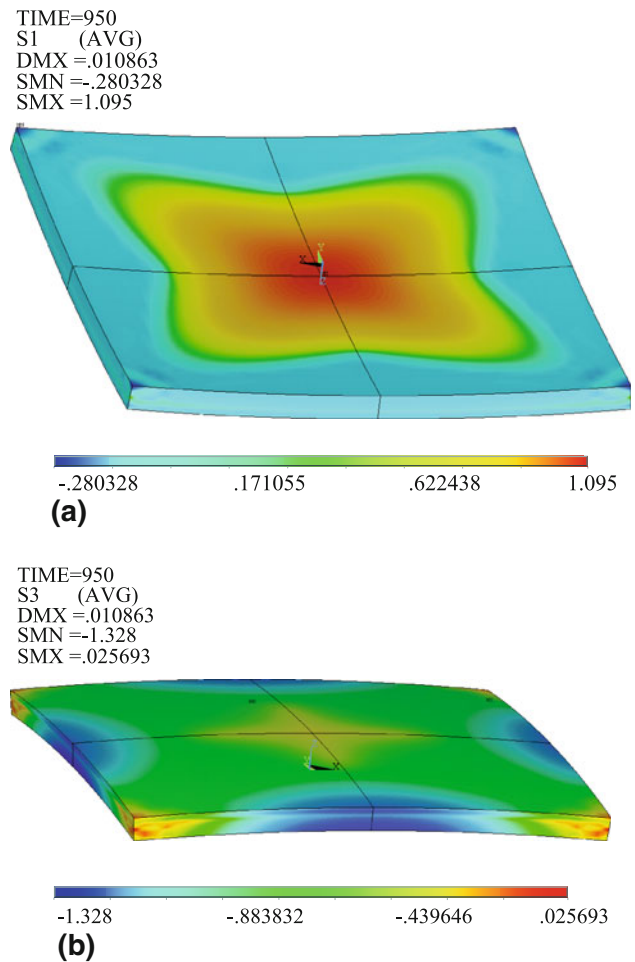 TIME=950
S1 (AVG)
DMX =.010863
SMN =-.280328
SMX =1.095
X Y
-.280328 .171055 .622438 1.095
(a)
TIME=950
S3 (AVG)
DMX =.010863
SMN =-1.328
SMX =.025693
-1.328 -.883832 -.439646 .025693
(b)